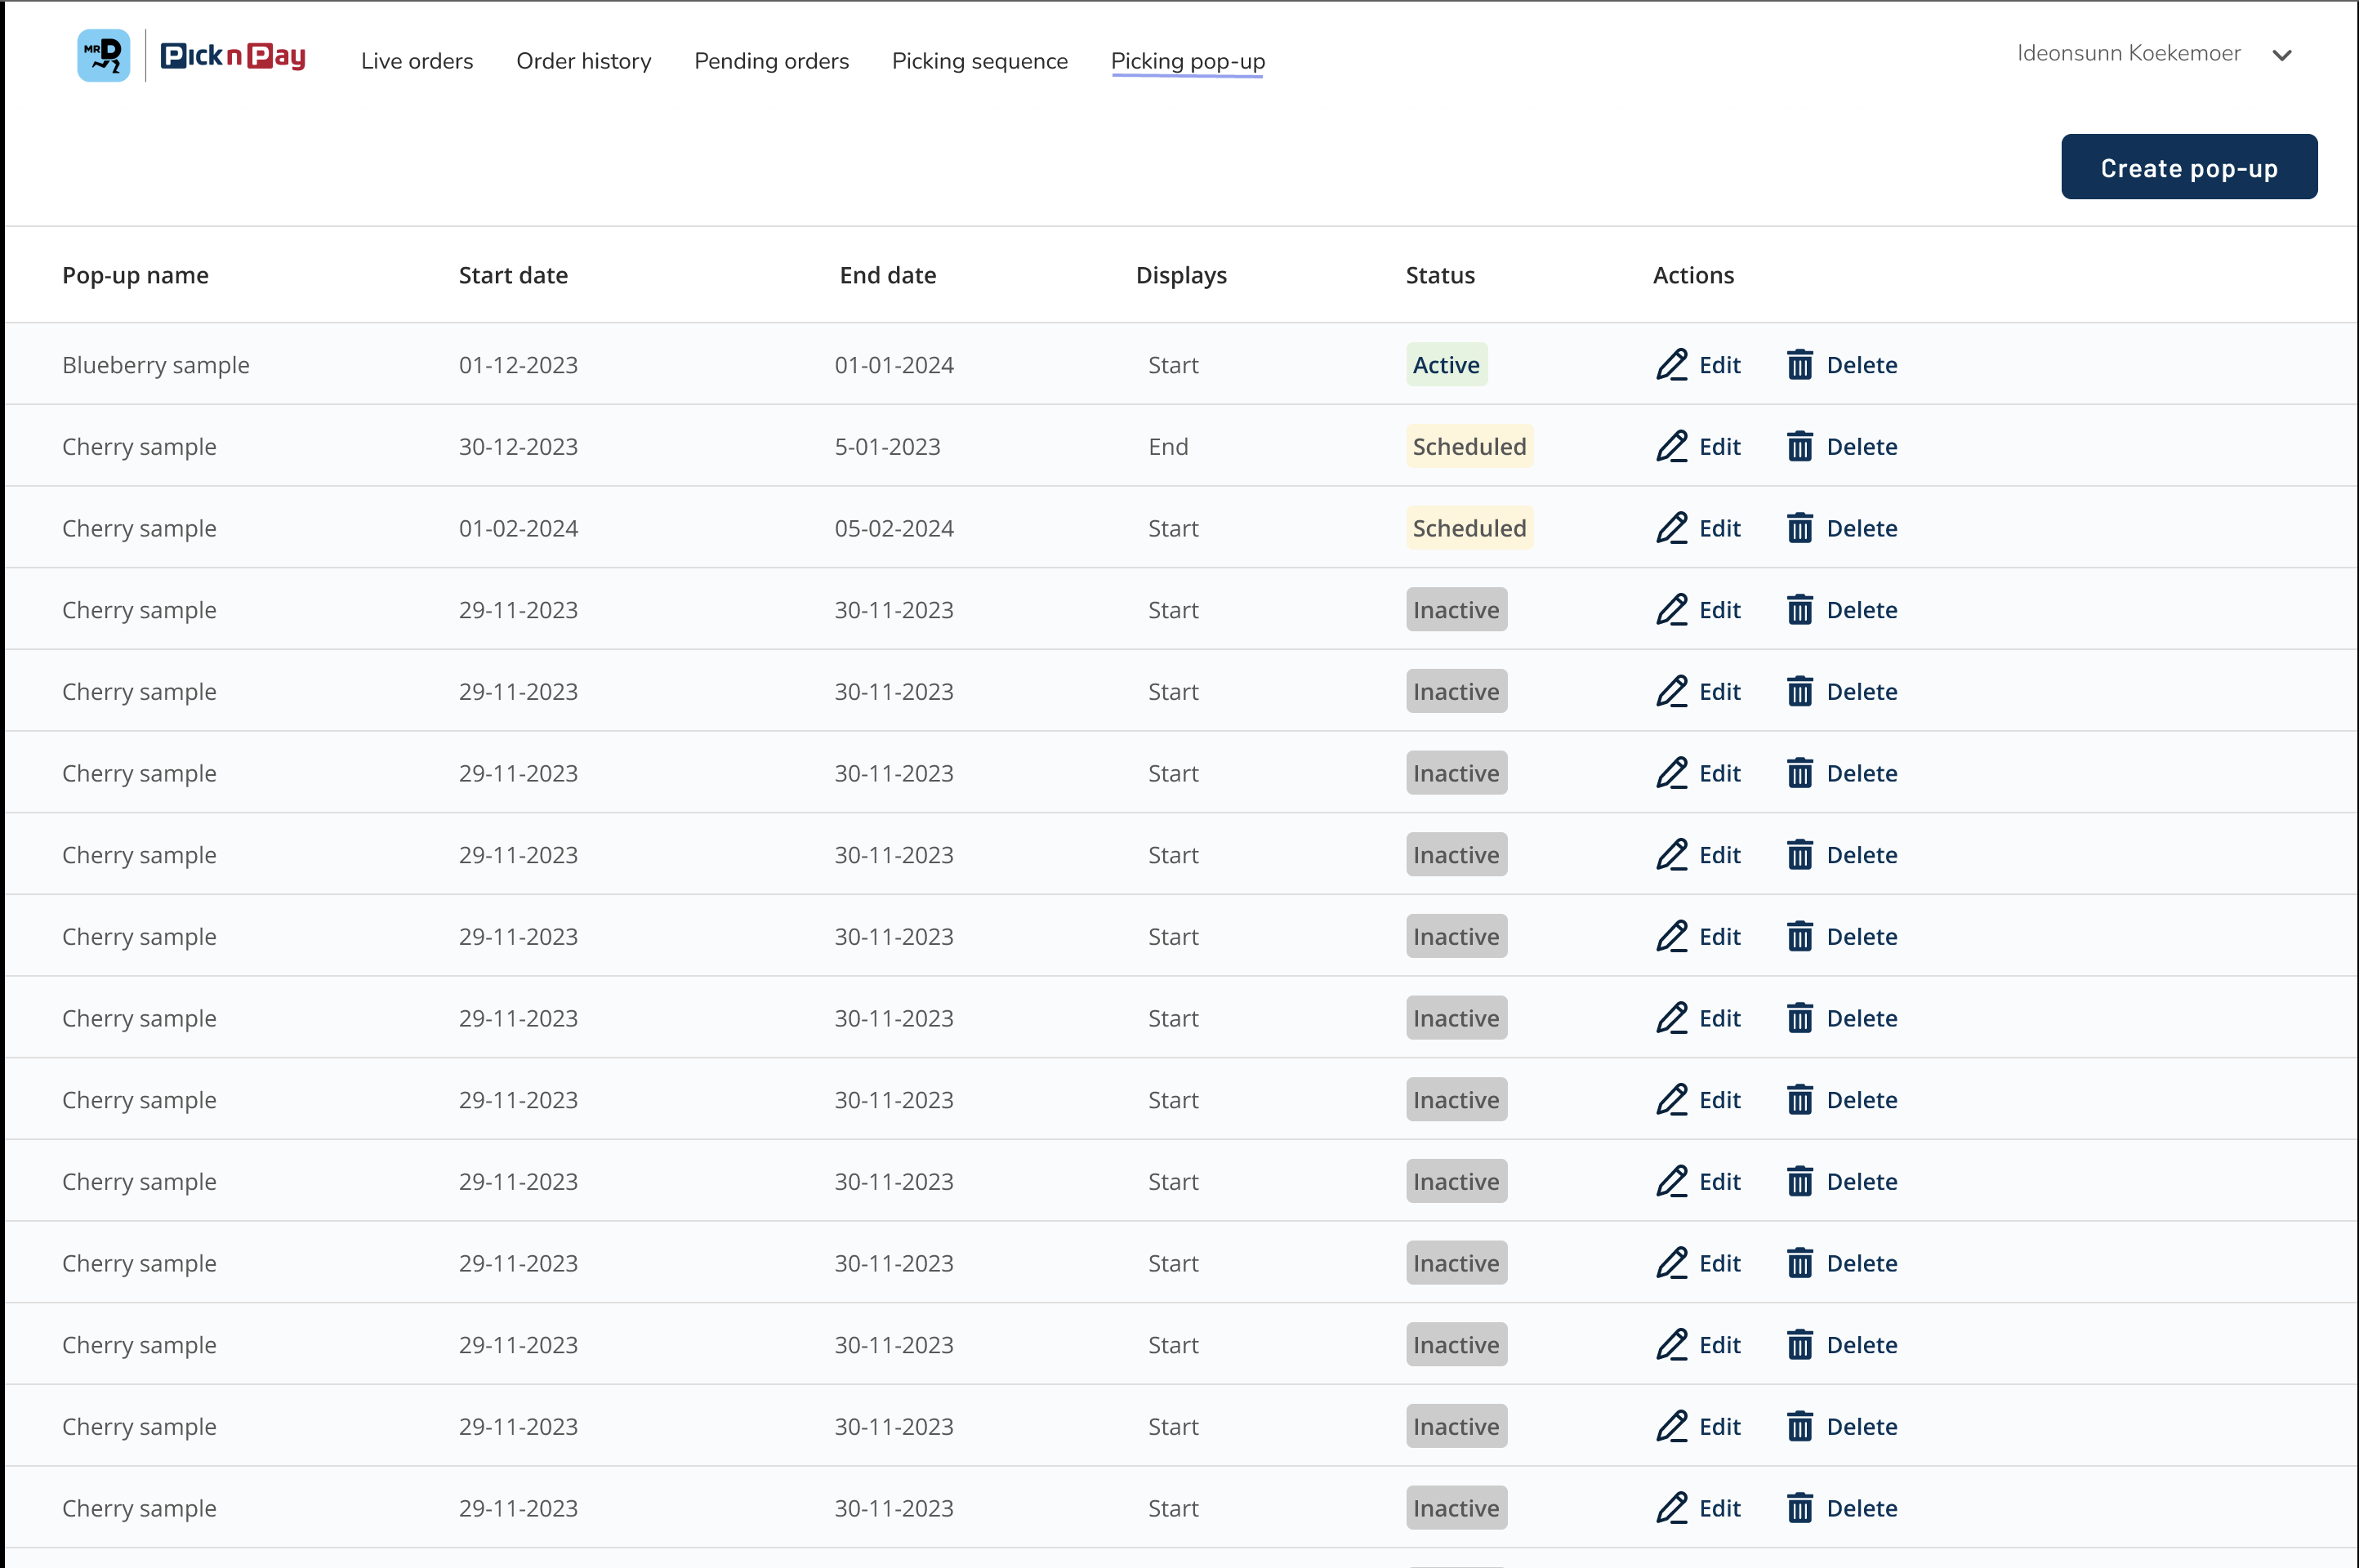 MR D Pick n Pay Live orders Order history Pending orders Picking sequence Picking pop-up Ideonsunn Koekemoer
Create pop-up
Pop-up name Start date End date Displays Status Actions
Blueberry sample 01-12-2023 01-01-2024 Start Active Edit Delete
Cherry sample 30-12-2023 5-01-2023 End Scheduled Edit Delete
Cherry sample 01-02-2024 05-02-2024 Start Scheduled Edit Delete
Cherry sample 29-11-2023 30-11-2023 Start Inactive Edit Delete
Cherry sample 29-11-2023 30-11-2023 Start Inactive Edit Delete
Cherry sample 29-11-2023 30-11-2023 Start Inactive Edit Delete
Cherry sample 29-11-2023 30-11-2023 Start Inactive Edit Delete
Cherry sample 29-11-2023 30-11-2023 Start Inactive Edit Delete
Cherry sample 29-11-2023 30-11-2023 Start Inactive Edit Delete
Cherry sample 29-11-2023 30-11-2023 Start Inactive Edit Delete
Cherry sample 29-11-2023 30-11-2023 Start Inactive Edit Delete
Cherry sample 29-11-2023 30-11-2023 Start Inactive Edit Delete
Cherry sample 29-11-2023 30-11-2023 Start Inactive Edit Delete
Cherry sample 29-11-2023 30-11-2023 Start Inactive Edit Delete
Cherry sample 29-11-2023 30-11-2023 Start Inactive Edit Delete